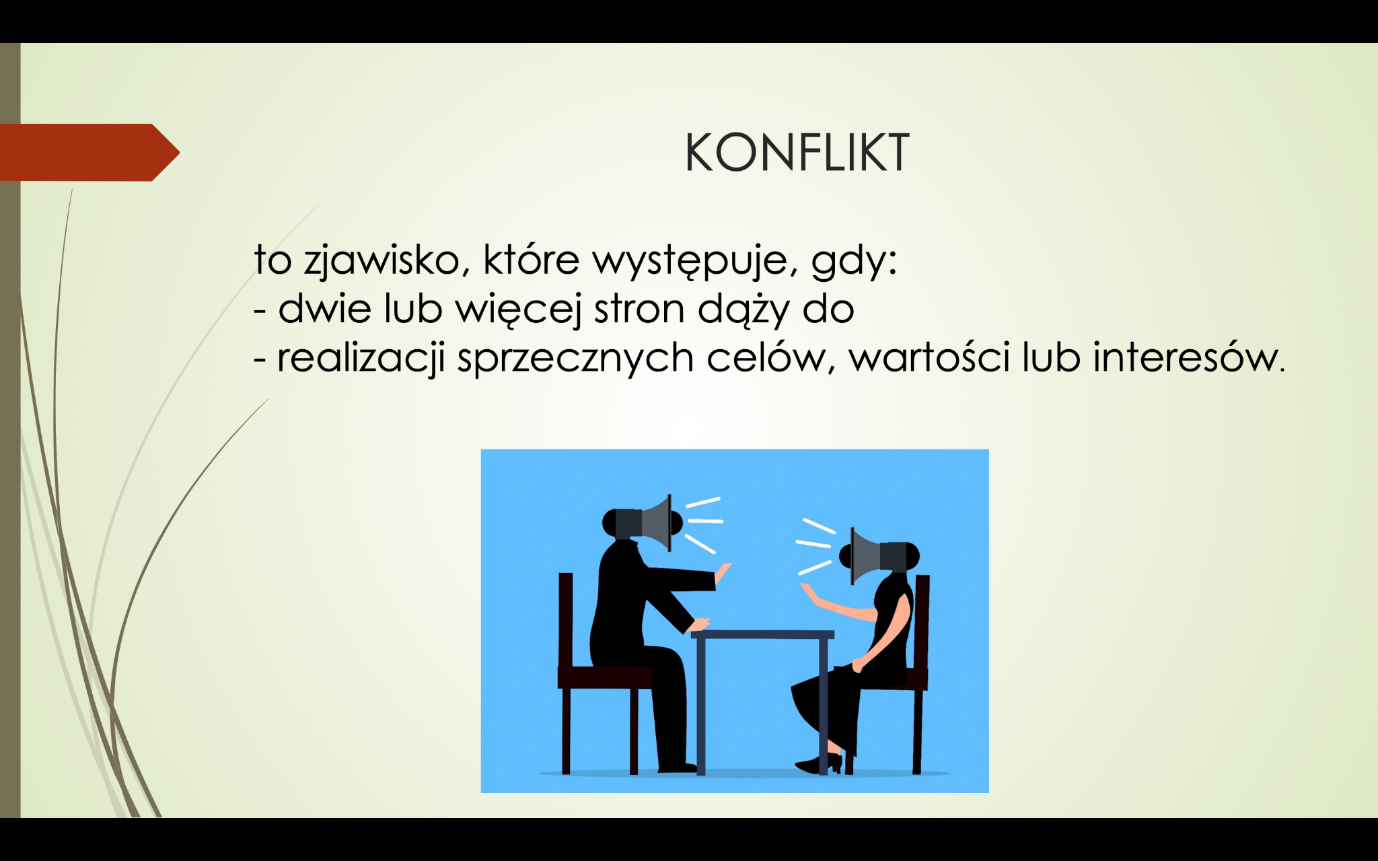 KONFLIKT
to zjawisko, które występuje, gdy:
- dwie lub więcej stron dąży do
- realizacji sprzecznych celów, wartości lub interesów.